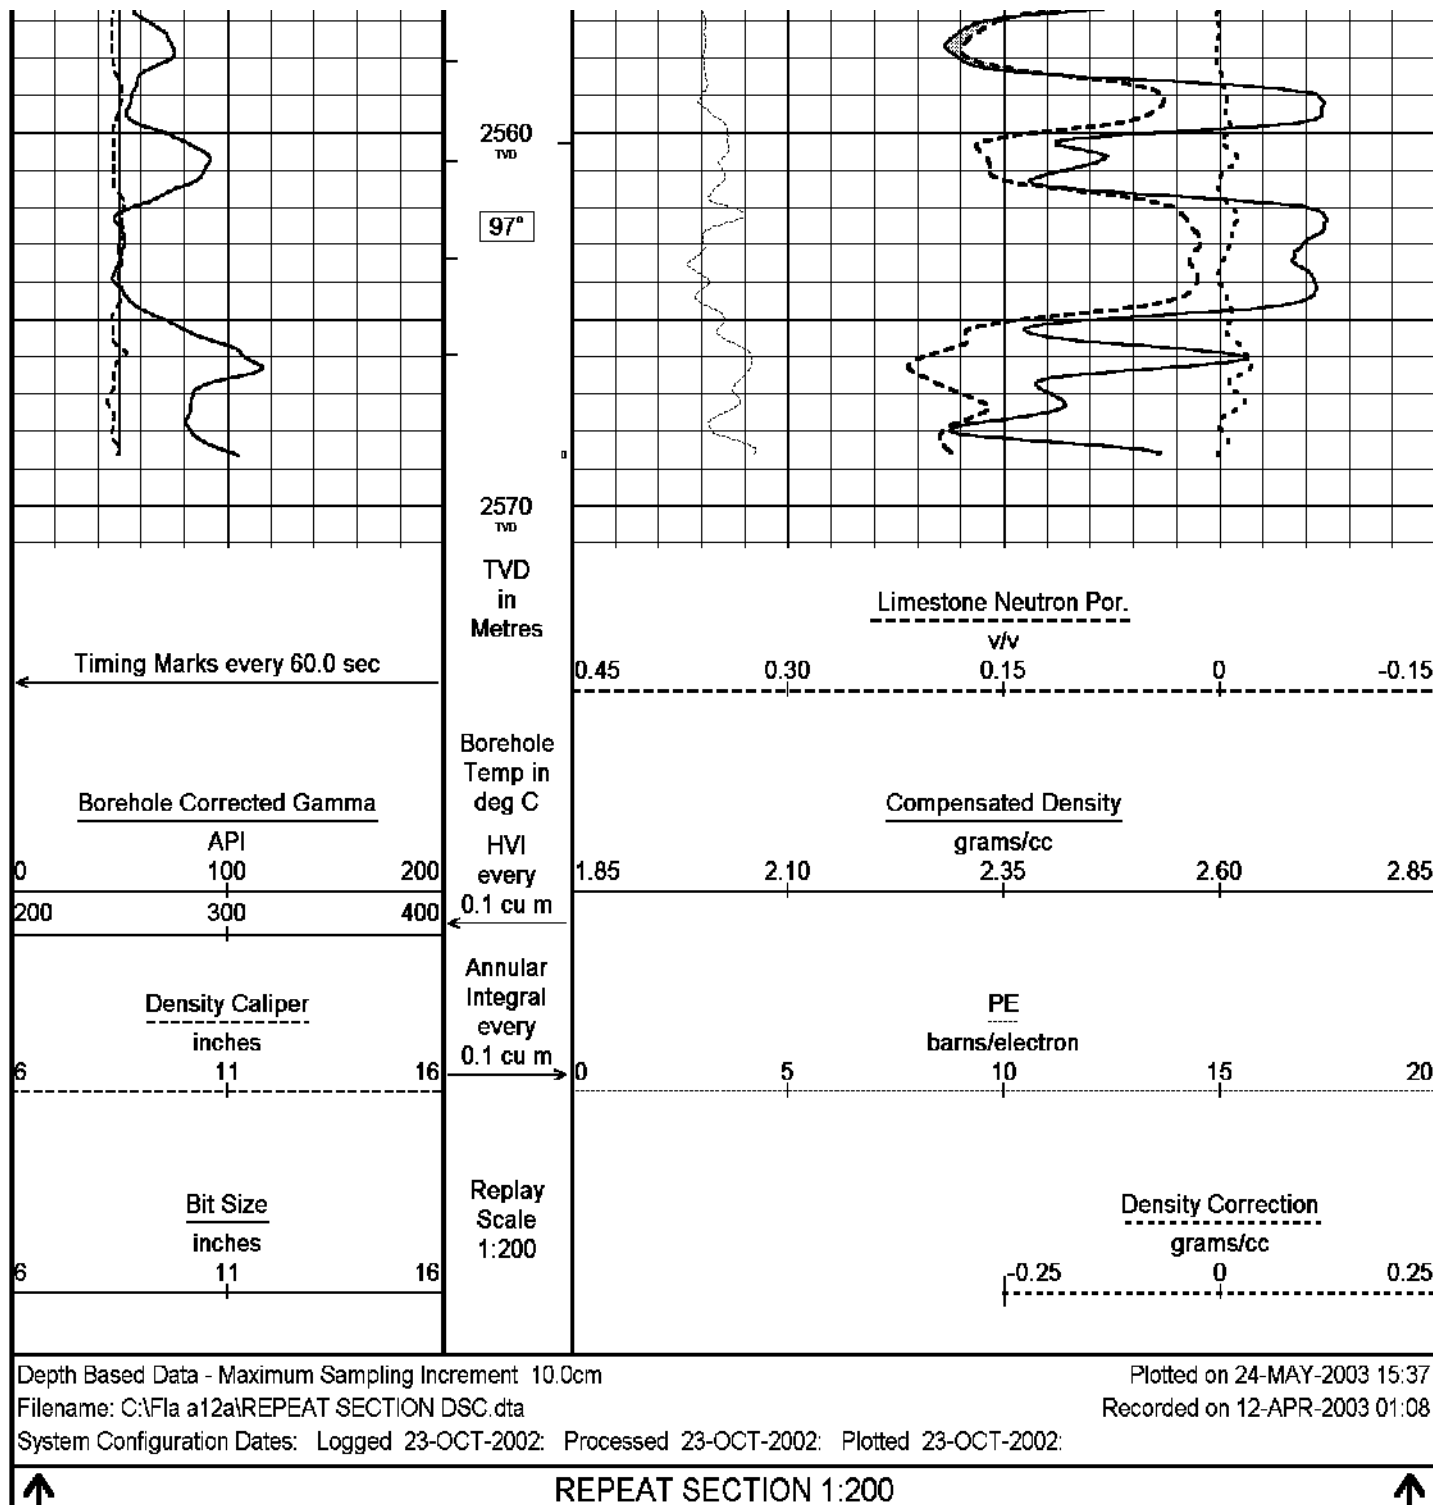 2560
TVD
97°
2570
TVD
TVD
in
Metres
Limestone Neutron Por.
v/v
0.45 0.30 0.15 0 -0.15
Timing Marks every 60.0 sec
Borehole
Temp in
deg C
Borehole Corrected Gamma
API
0 100 200
200 300 400
HVI
every
0.1 cu m
Compensated Density
grams/cc
1.85 2.10 2.35 2.60 2.85
Density Caliper
inches
6 11 16
Annular
Integral
every
0.1 cu m
PE
barns/electron
0 5 10 15 20
Bit Size
inches
6 11 16
Replay
Scale
1:200
Density Correction
grams/cc
-0.25 0 0.25
Depth Based Data - Maximum Sampling Increment 10.0cm
Plotted on 24-MAY-2003 15:37
Filename: C:\Fla a12a\REPEAT SECTION DSC.dta
Recorded on 12-APR-2003 01:08
System Configuration Dates: Logged 23-OCT-2002: Processed 23-OCT-2002: Plotted 23-OCT-2002:
REPEAT SECTION 1:200